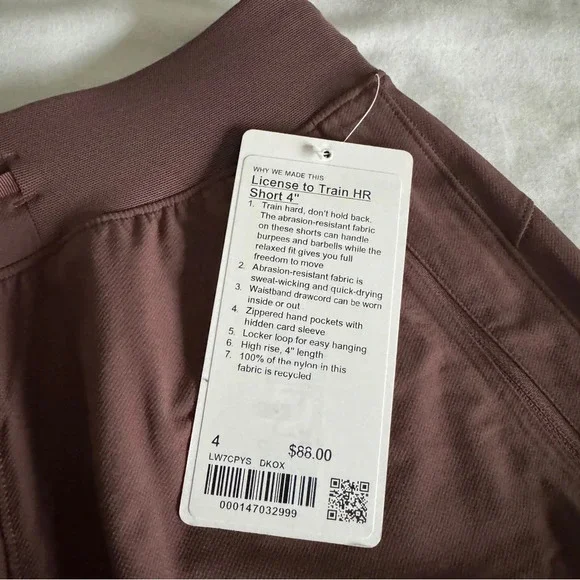 WHY WE MADE THIS
License to Train HR
Short 4"
1. Train hard, don't hold back.
The abrasion-resistant fabric
on these shorts can handle
burpees and barbells while the
relaxed fit gives you full
freedom to move
2. Abrasion-resistant fabric is
sweat-wicking and quick-drying
3. Waistband drawcord can be worn
inside or out
4. Zippered hand pockets with
hidden card sleeve
5. Locker loop for easy hanging
6. High rise, 4" length
7. 100% of the nylon in this
fabric is recycled
4 $88.00
LW7CPYS DKOX
000147032999